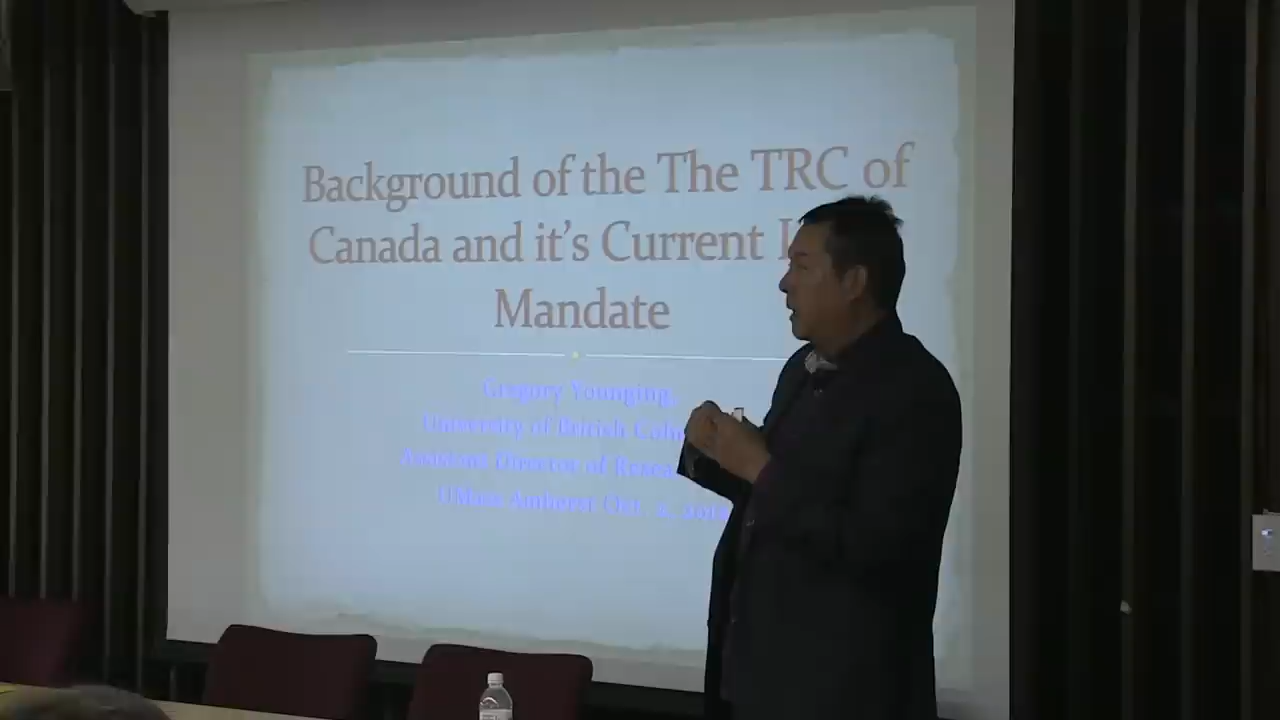 Background of the The TRC of
Canada and it's Current
Mandate
Gregory Younging,
University of British
Assistant Director of
UMass Amherst Oct. 2,